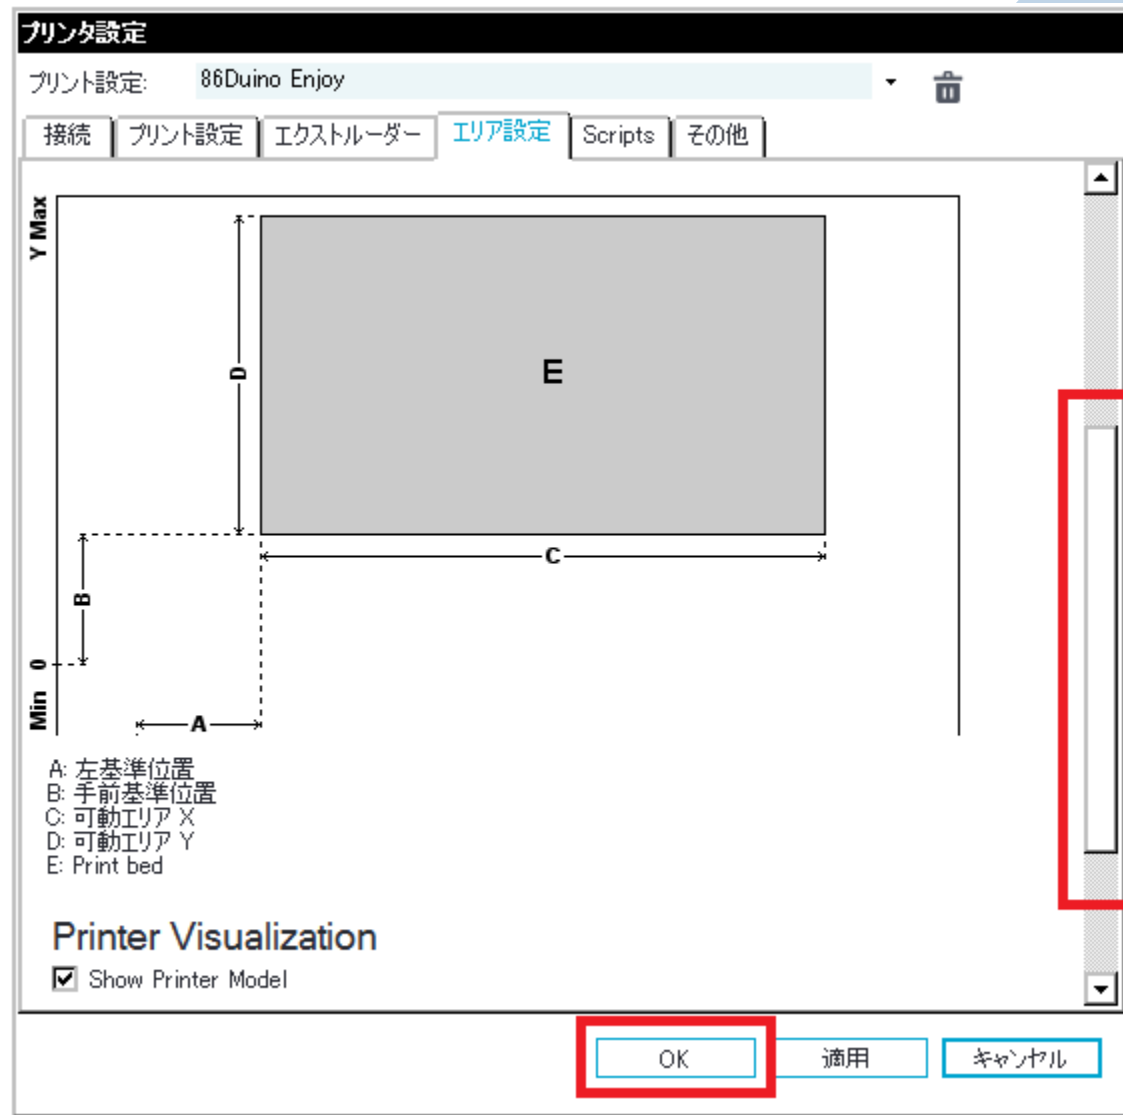 プリンタ設定
プリント設定: 86Duino Enjoy
接続 プリント設定 エクストルーダー エリア設定 Scripts その他
Y Max
E
D
C
B
0
Min
A
A: 左基準位置
B: 手前基準位置
C: 可動エリア X
D: 可動エリア Y
E: Print bed
Printer Visualization
Show Printer Model
OK 適用 キャンセル